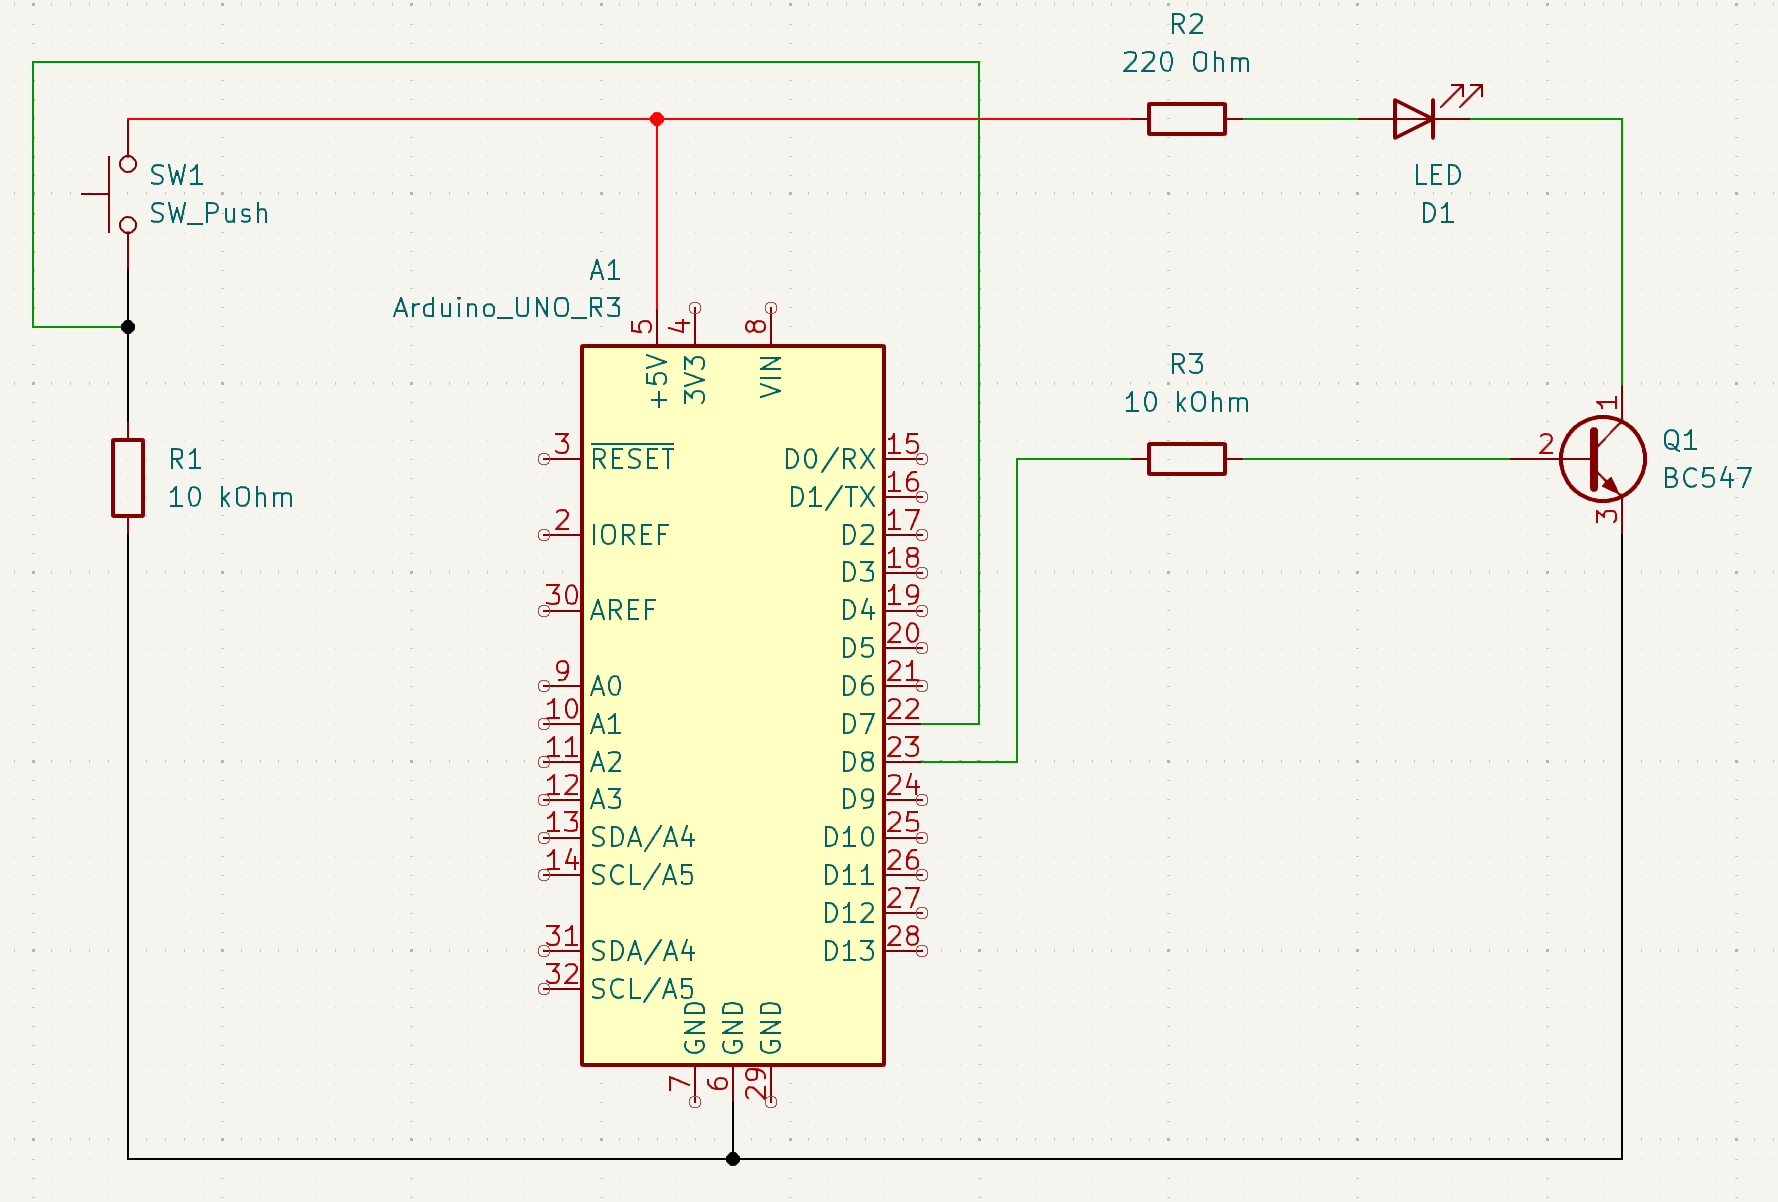 R2
220 Ohm
SW1
SW_Push
LED
D1
A1
Arduino_UNO_R3
5
4
8
+5V
3V3
VIN
R3
10 kOhm
1
2
3
Q1
BC547
R1
10 kOhm
3
RESET
2
IOREF
30
AREF
9
A0
10
A1
11
A2
12
A3
13
SDA/A4
14
SCL/A5
31
SDA/A4
32
SCL/A5
D0/RX
15
D1/TX
16
D2
17
D3
18
D4
19
D5
20
D6
21
D7
22
D8
23
D9
24
D10
25
D11
26
D12
27
D13
28
GND
GND
GND
7
6
29